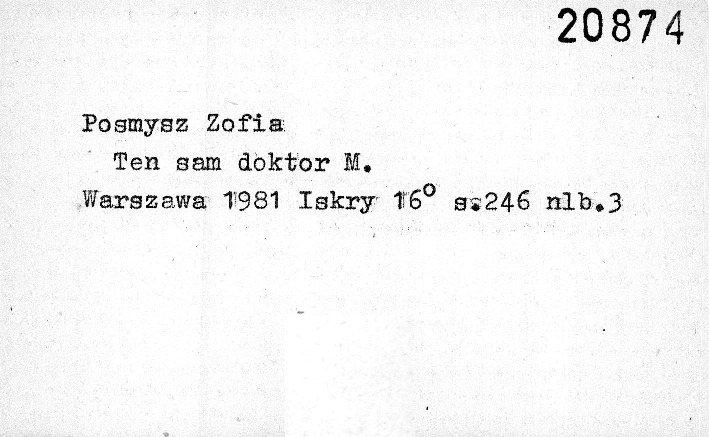 20874
Posmysz Zofia
Ten sam doktor M.
Warszawa 1981 Iskry 16° s.246 nlb.3